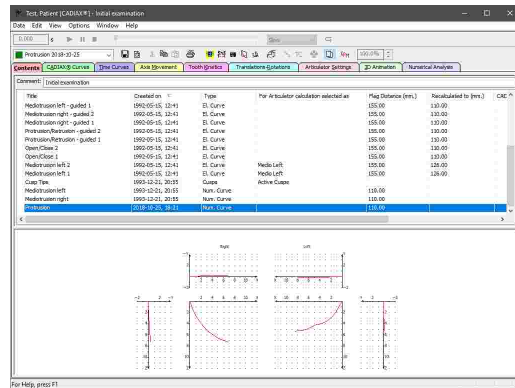 Test, Patient [CADIAX®] - Initial examination
Date Edit View Options Window Help
0.000 s Slow
Protrusion 2018-10-25 100.0%
Contents CADIAX® Curves Time Curves Axis Movement Tooth Kinetics Translations-Rotations Articulator Settings 3D Animation Numerical Analysis
Comment: Initial examination
Title Created on Type For Articulator calculation selected as Flag Distance (mm.) Recalculated to (mm.)
Mediotrusion left - guided 1 1992-05-15, 12:41 El. Curve 155.00 110.00
Mediotrusion right - guided 2 1992-05-15, 12:41 El. Curve 155.00 110.00
Mediotrusion right - guided 1 1992-05-15, 12:41 El. Curve 155.00 110.00
Protrusion/Retrusion - guided 2 1992-05-15, 12:41 El. Curve 155.00 110.00
Protrusion/Retrusion - guided 1 1992-05-15, 12:41 El. Curve 155.00 110.00
Open/Close 2 1992-05-15, 12:41 El. Curve 155.00 110.00
Open/Close 1 1992-05-15, 12:41 El. Curve 155.00 110.00
Mediotrusion left 2 1992-05-15, 12:41 El. Curve Medio Left 155.00 126.00
Mediotrusion left 1 1992-05-15, 12:41 El. Curve Medio Left 155.00 126.00
Cusp Tips 1993-12-21, 20:55 Cusps Active Cusps
Mediotrusion left 1993-12-21, 20:55 Num. Curve 110.00
Mediotrusion right 1993-12-21, 20:55 Num. Curve 110.00
Protrusion 2018-10-25, 18:21 Num. Curve 110.00
Right Left
For Help, press F1